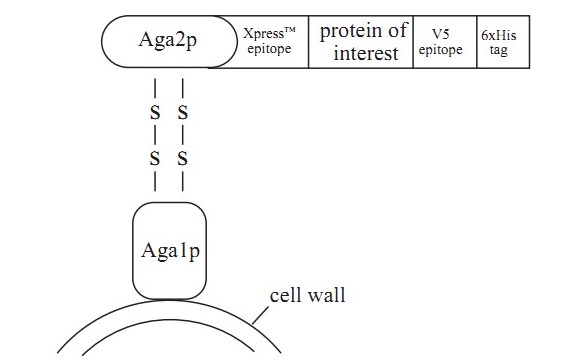 Aga2p
Xpress™
epitope
protein of
interest
V5
epitope
6xHis
tag
S S
S S
Aga1p
cell wall